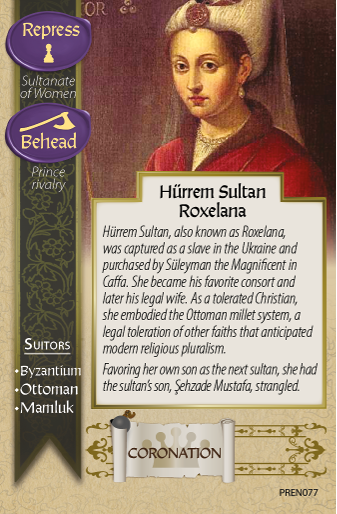 TOR
Repress
Sultanate
of Women
Behead
Prince
rivalry
Hürrem Sultan
Roxelana
Hürrem Sultan, also known as Roxelana,
was captured as a slave in the Ukraine and
purchased by Süleyman the Magnificent in
Caffa. She became his favorite consort and
later his legal wife. As a tolerated Christian,
she embodied the Ottoman millet system, a
legal toleration of other faiths that anticipated
modern religious pluralism.
Favoring her own son as the next sultan, she had
the sultan's son, Şehzade Mustafa, strangled.
SUITORS
•Byzantium
•Ottoman
•Mamluk
CORONATION
PREN077